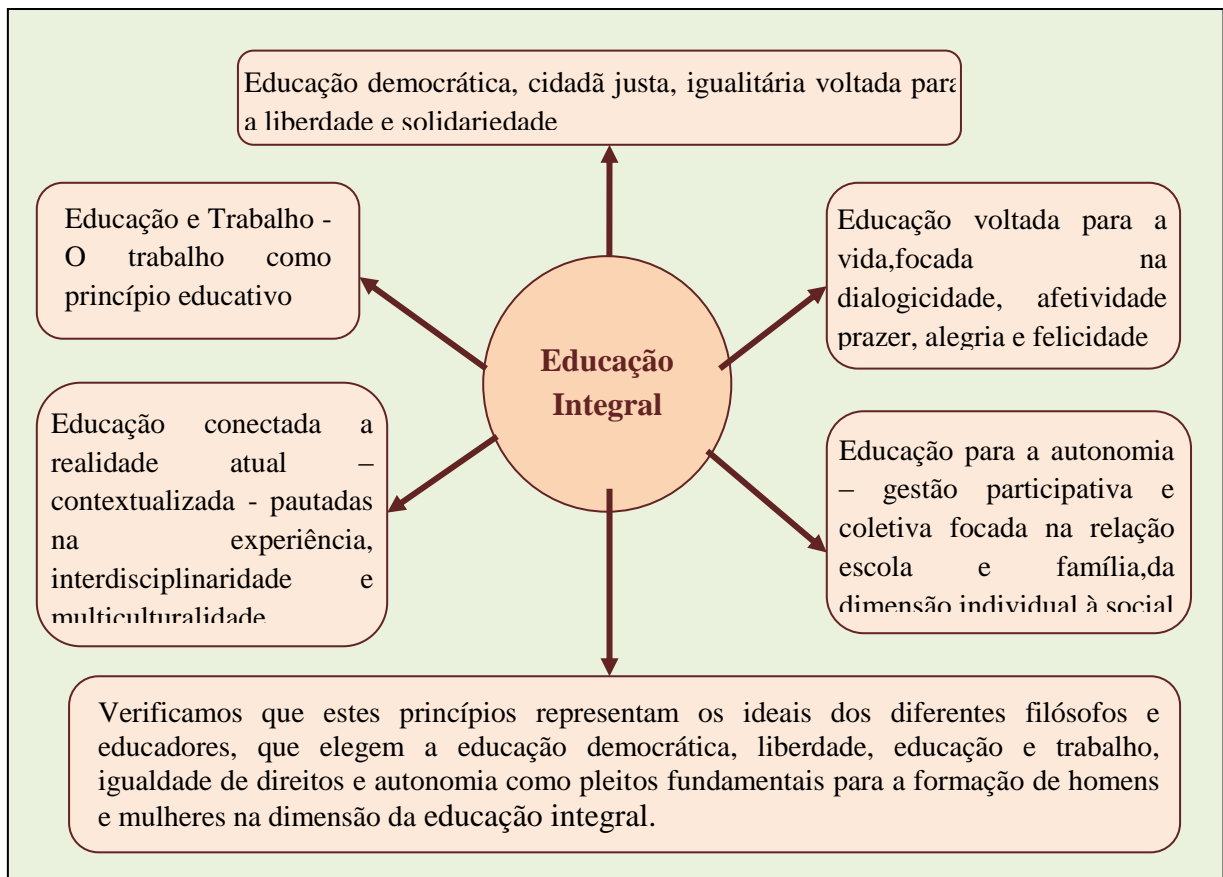 Educação democrática, cidadã justa, igualitária voltada para
a liberdade e solidariedade
Educação e Trabalho -
O trabalho como
princípio educativo
Educação voltada para a
vida,focada na
dialogicidade, afetividade
prazer, alegria e felicidade
Educação
Integral
Educação conectada a
realidade atual –
contextualizada - pautadas
na experiência,
interdisciplinaridade e
multiculturalidade
Educação para a autonomia
– gestão participativa e
coletiva focada na relação
escola e família,da
dimensão individual à social
Verificamos que estes princípios representam os ideais dos diferentes filósofos e
educadores, que elegem a educação democrática, liberdade, educação e trabalho,
igualdade de direitos e autonomia como pleitos fundamentais para a formação de homens
e mulheres na dimensão da educação integral.